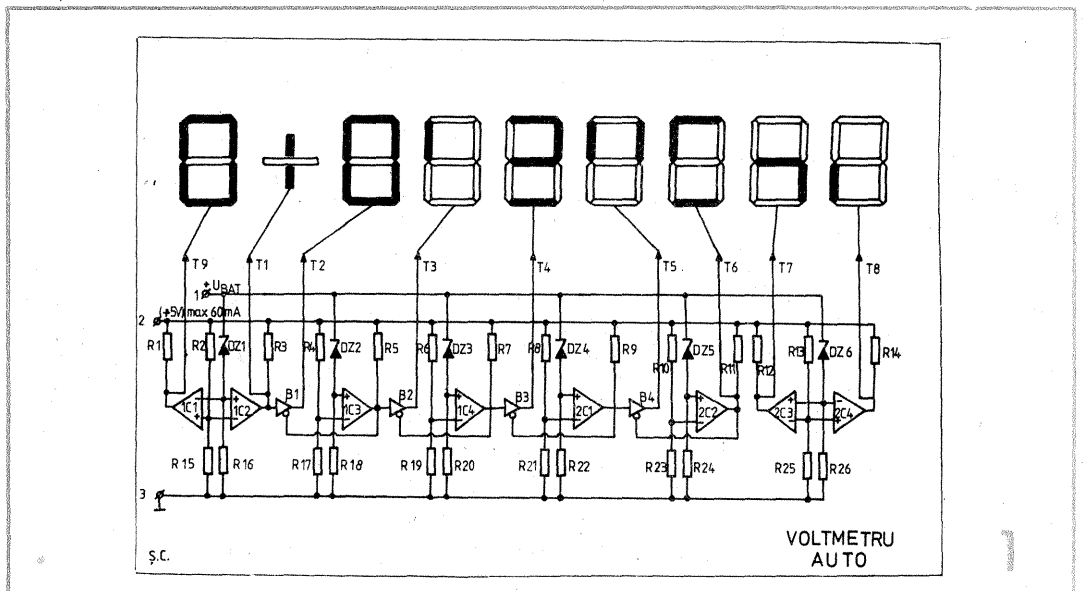 T9
T1
T2
T3
T4
T5
T6
T7
T8
1 + UBAT
2 (+5V) max 60mA
R1 R2 DZ1 R3 R4 DZ2 R5 R6 DZ3 R7 R8 DZ4 R9 R10 DZ5 R11 R12 R13 DZ6 R14
B1 B2 B3 B4
1C1 1C2 1C3 1C4 2C1 2C2 2C3 2C4
R15 R16 R17 R18 R19 R20 R21 R22 R23 R24 R25 R26
3
Ș.C.
VOLTMETRU
AUTO